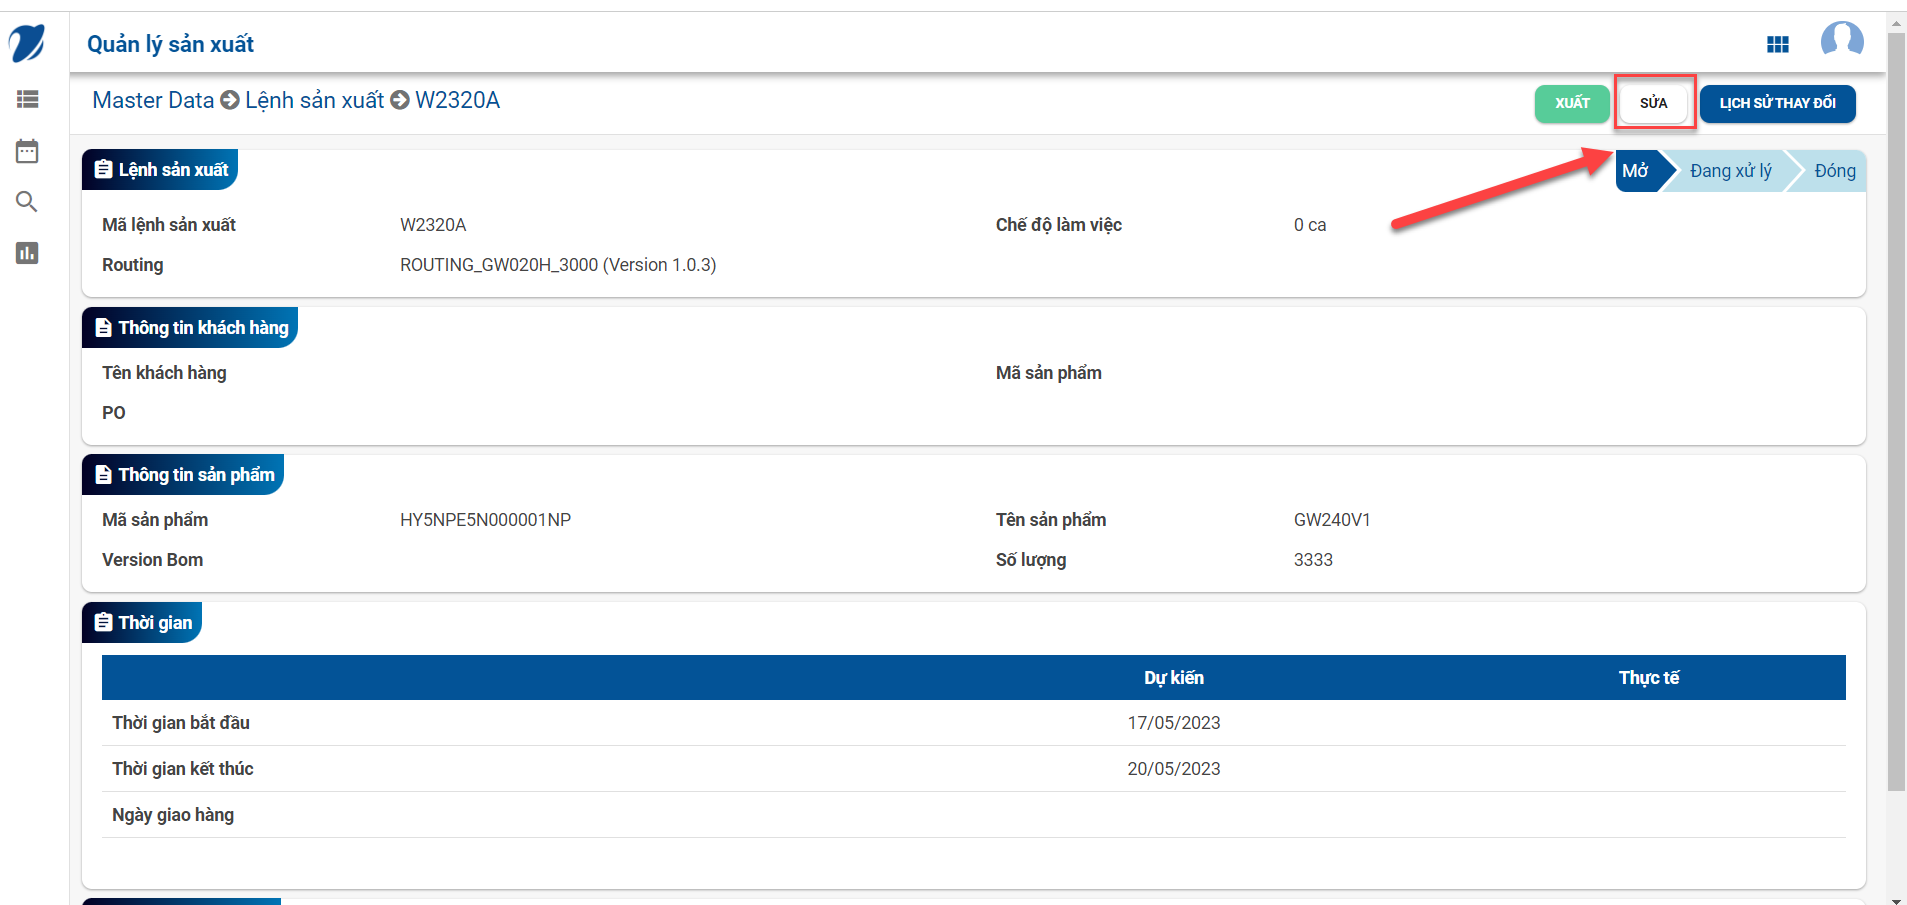 Quản lý sản xuất
Master Data Lệnh sản xuất W2320A
XUẤT SỬA LỊCH SỬ THAY ĐỔI
Lệnh sản xuất
Mở Đang xử lý Đóng
Mã lệnh sản xuất W2320A Chế độ làm việc 0 ca
Routing ROUTING_GW020H_3000 (Version 1.0.3)
Thông tin khách hàng
Tên khách hàng Mã sản phẩm
PO
Thông tin sản phẩm
Mã sản phẩm HY5NPE5N000001NP Tên sản phẩm GW240V1
Version Bom Số lượng 3333
Thời gian
Dự kiến Thực tế
Thời gian bắt đầu 17/05/2023
Thời gian kết thúc 20/05/2023
Ngày giao hàng